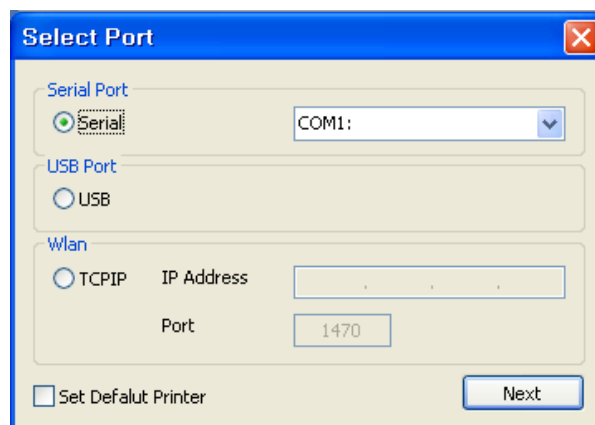 Select Port
Serial Port
Serial COM1:
USB Port
USB
Wlan
TCPIP IP Address . . .
Port 1470
Set Defalut Printer Next